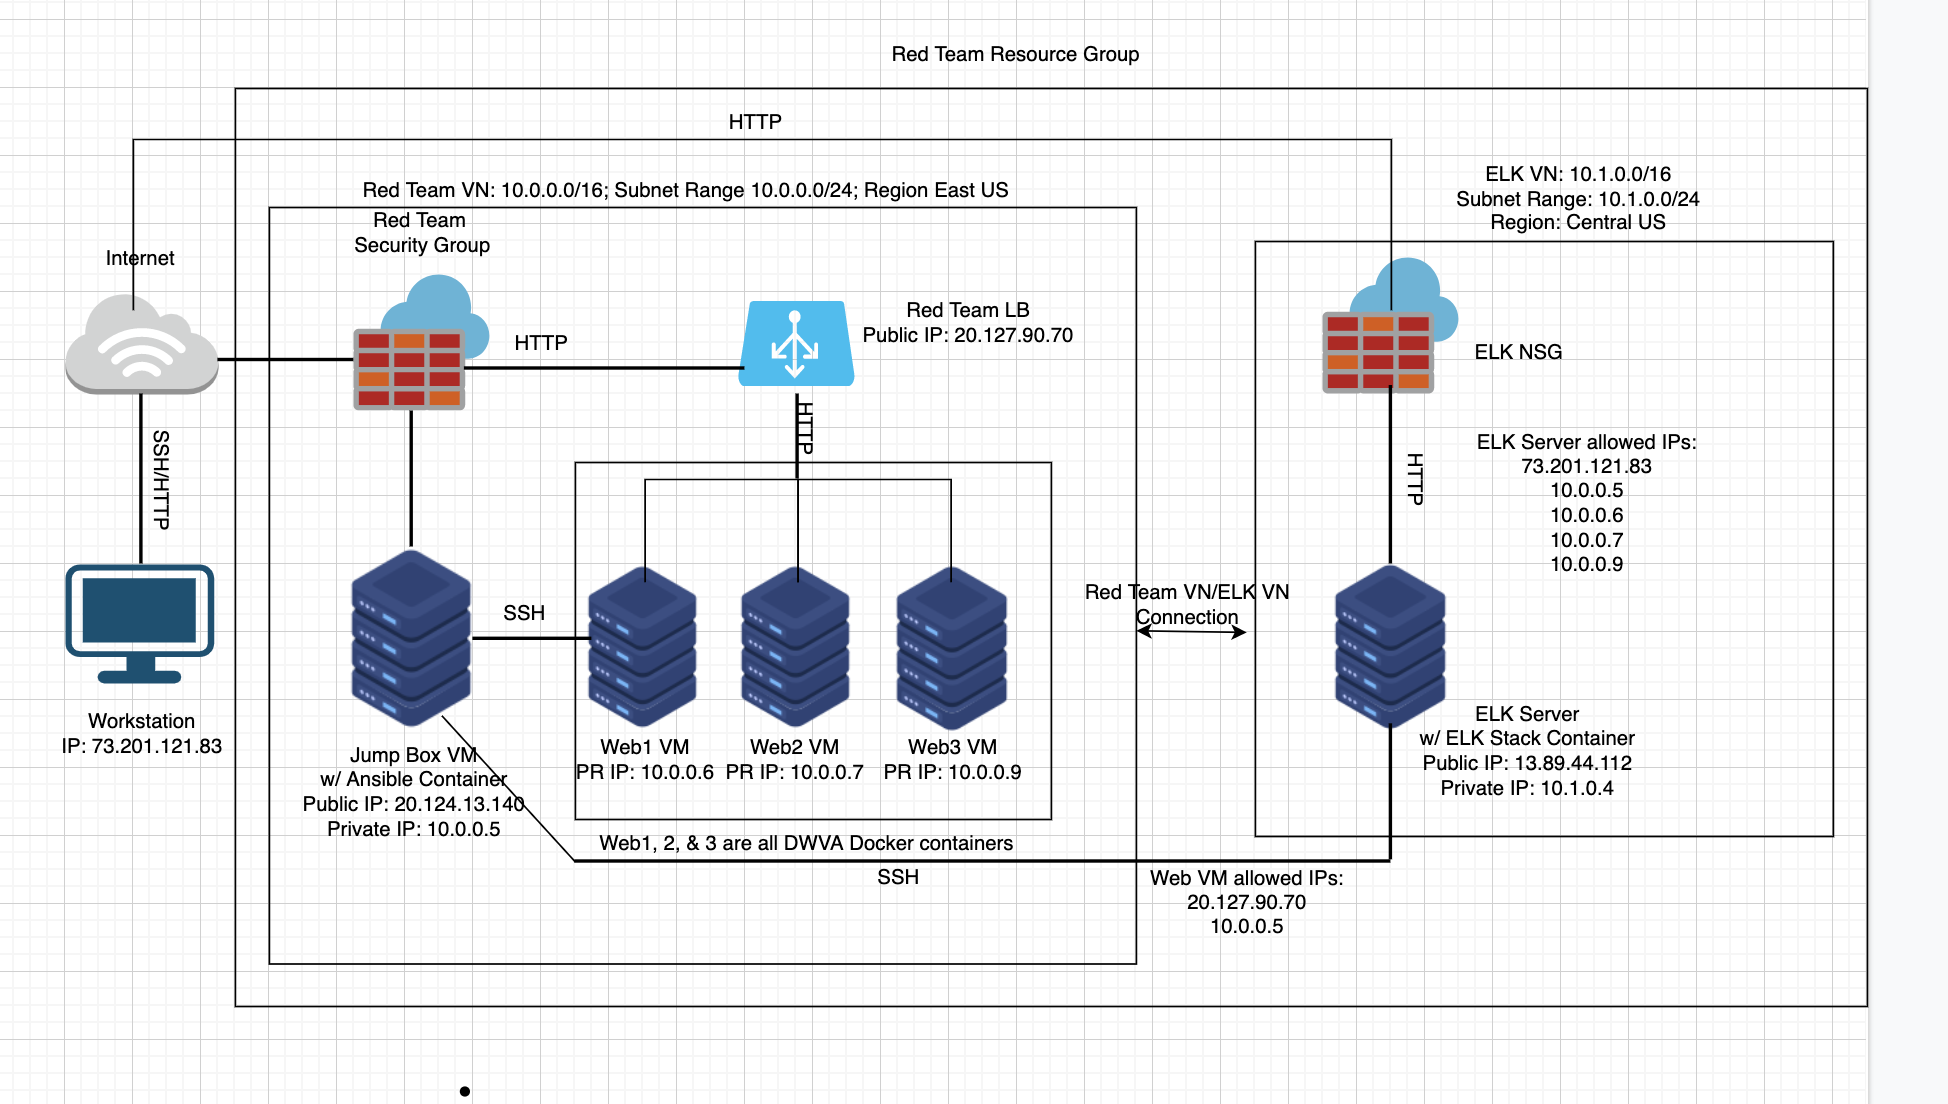 Red Team Resource Group
HTTP
Red Team VN: 10.0.0.0/16; Subnet Range 10.0.0.0/24; Region East US
ELK VN: 10.1.0.0/16
Subnet Range: 10.1.0.0/24
Region: Central US
Red Team
Security Group
Internet
HTTP
Red Team LB
Public IP: 20.127.90.70
ELK NSG
SSH/HTTP
HTTP
HTTP
ELK Server allowed IPs:
73.201.121.83
10.0.0.5
10.0.0.6
10.0.0.7
10.0.0.9
SSH
Red Team VN/ELK VN
Connection
Workstation
IP: 73.201.121.83
Jump Box VM
w/ Ansible Container
Public IP: 20.124.13.140
Private IP: 10.0.0.5
Web1 VM
PR IP: 10.0.0.6
Web2 VM
PR IP: 10.0.0.7
Web3 VM
PR IP: 10.0.0.9
ELK Server
w/ ELK Stack Container
Public IP: 13.89.44.112
Private IP: 10.1.0.4
Web1, 2, & 3 are all DWVA Docker containers
SSH
Web VM allowed IPs:
20.127.90.70
10.0.0.5